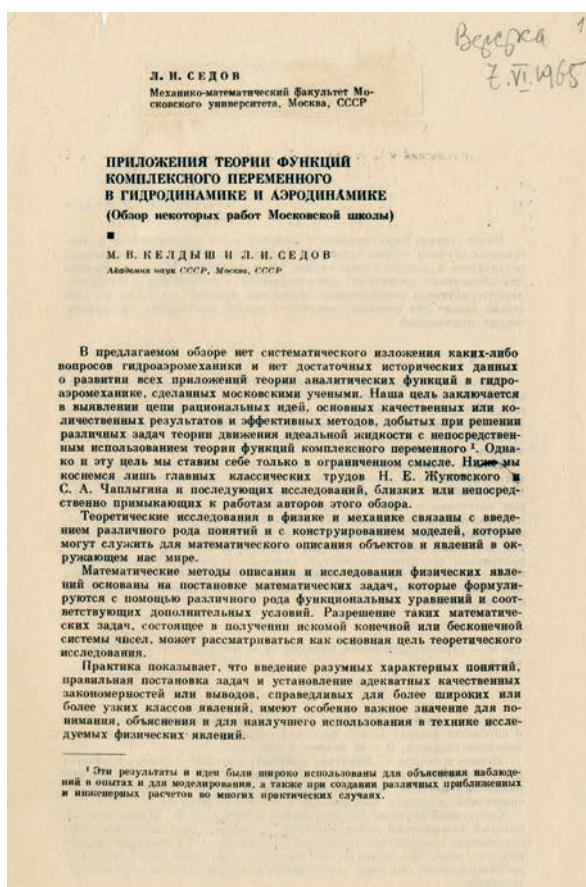 Верстка 1
7.VI.1965
Л. И. СЕДОВ
Механико-математический факультет Мо-
сковского университета, Москва, СССР
ПРИЛОЖЕНИЯ ТЕОРИИ ФУНКЦИЙ
КОМПЛЕКСНОГО ПЕРЕМЕННОГО
В ГИДРОДИНАМИКЕ И АЭРОДИНАМИКЕ
(Обзор некоторых работ Московской школы)
М. В. КЕЛДЫШ И Л. И. СЕДОВ
Академия наук СССР, Москва, СССР
В предлагаемом обзоре нет систематического изложения каких-либо
вопросов гидроаэромеханики и нет достаточных исторических данных
о развитии всех приложений теории аналитических функций в гидро-
аэромеханике, сделанных московскими учеными. Наша цель заключается
в выявлении цепи рациональных идей, основных качественных или ко-
личественных результатов и эффективных методов, добытых при решении
различных задач теории движения идеальной жидкости с непосредствен-
ным использованием теории функций комплексного переменного ¹. Одна-
ко и эту цель мы ставим себе только в ограниченном смысле. Ниже мы
коснемся лишь главных классических трудов Н. Е. Жуковского и
С. А. Чаплыгина и последующих исследований, близких или непосред-
ственно примыкающих к работам авторов этого обзора.
Теоретические исследования в физике и механике связаны с введе-
нием различного рода понятий и с конструированием моделей, которые
могут служить для математического описания объектов и явлений в ок-
ружающем нас мире.
Математические методы описания и исследования физических явле-
ний основаны на постановке математических задач, которые формули-
руются с помощью различного рода функциональных уравнений и соот-
ветствующих дополнительных условий. Разрешение таких математиче-
ских задач, состоящее в получении искомой конечной или бесконечной
системы чисел, может рассматриваться как основная цель теоретического
исследования.
Практика показывает, что введение разумных характерных понятий,
правильная постановка задач и установление адекватных качественных
закономерностей или выводов, справедливых для более широких или
более узких классов явлений, имеют особенно важное значение для по-
нимания, объяснения и для наилучшего использования в технике иссле-
дуемых физических явлений.
¹ Эти результаты и идеи были широко использованы для объяснения наблюде-
ний в опытах и для моделирования, а также при создании различных приближенных
и инженерных расчетов во многих практических случаях.